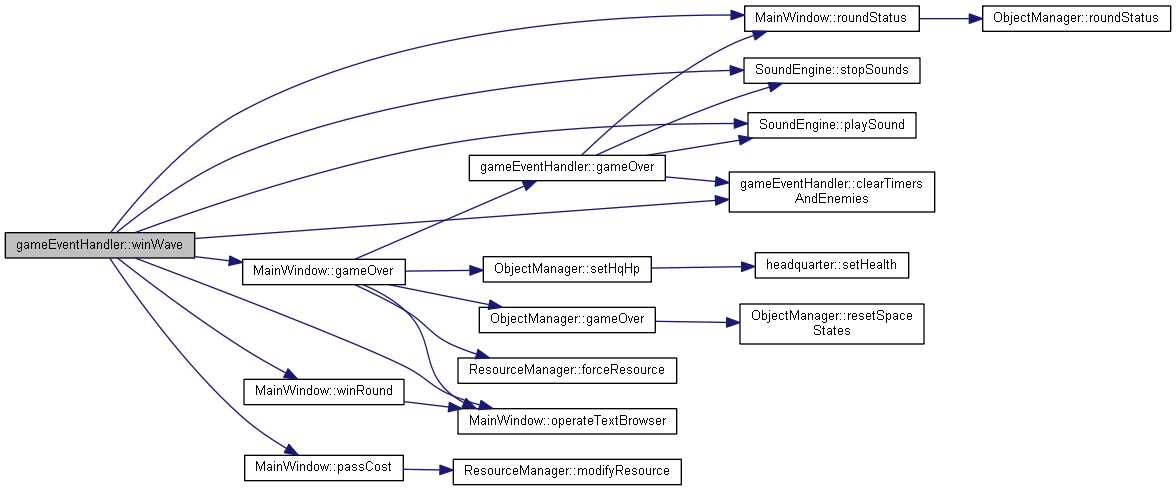 MainWindow::roundStatus
ObjectManager::roundStatus
SoundEngine::stopSounds
SoundEngine::playSound
gameEventHandler::gameOver
gameEventHandler::clearTimers
AndEnemies
gameEventHandler::winWave
MainWindow::gameOver
ObjectManager::setHqHp
headquarter::setHealth
ObjectManager::gameOver
ObjectManager::resetSpace
States
ResourceManager::forceResource
MainWindow::winRound
MainWindow::operateTextBrowser
MainWindow::passCost
ResourceManager::modifyResource